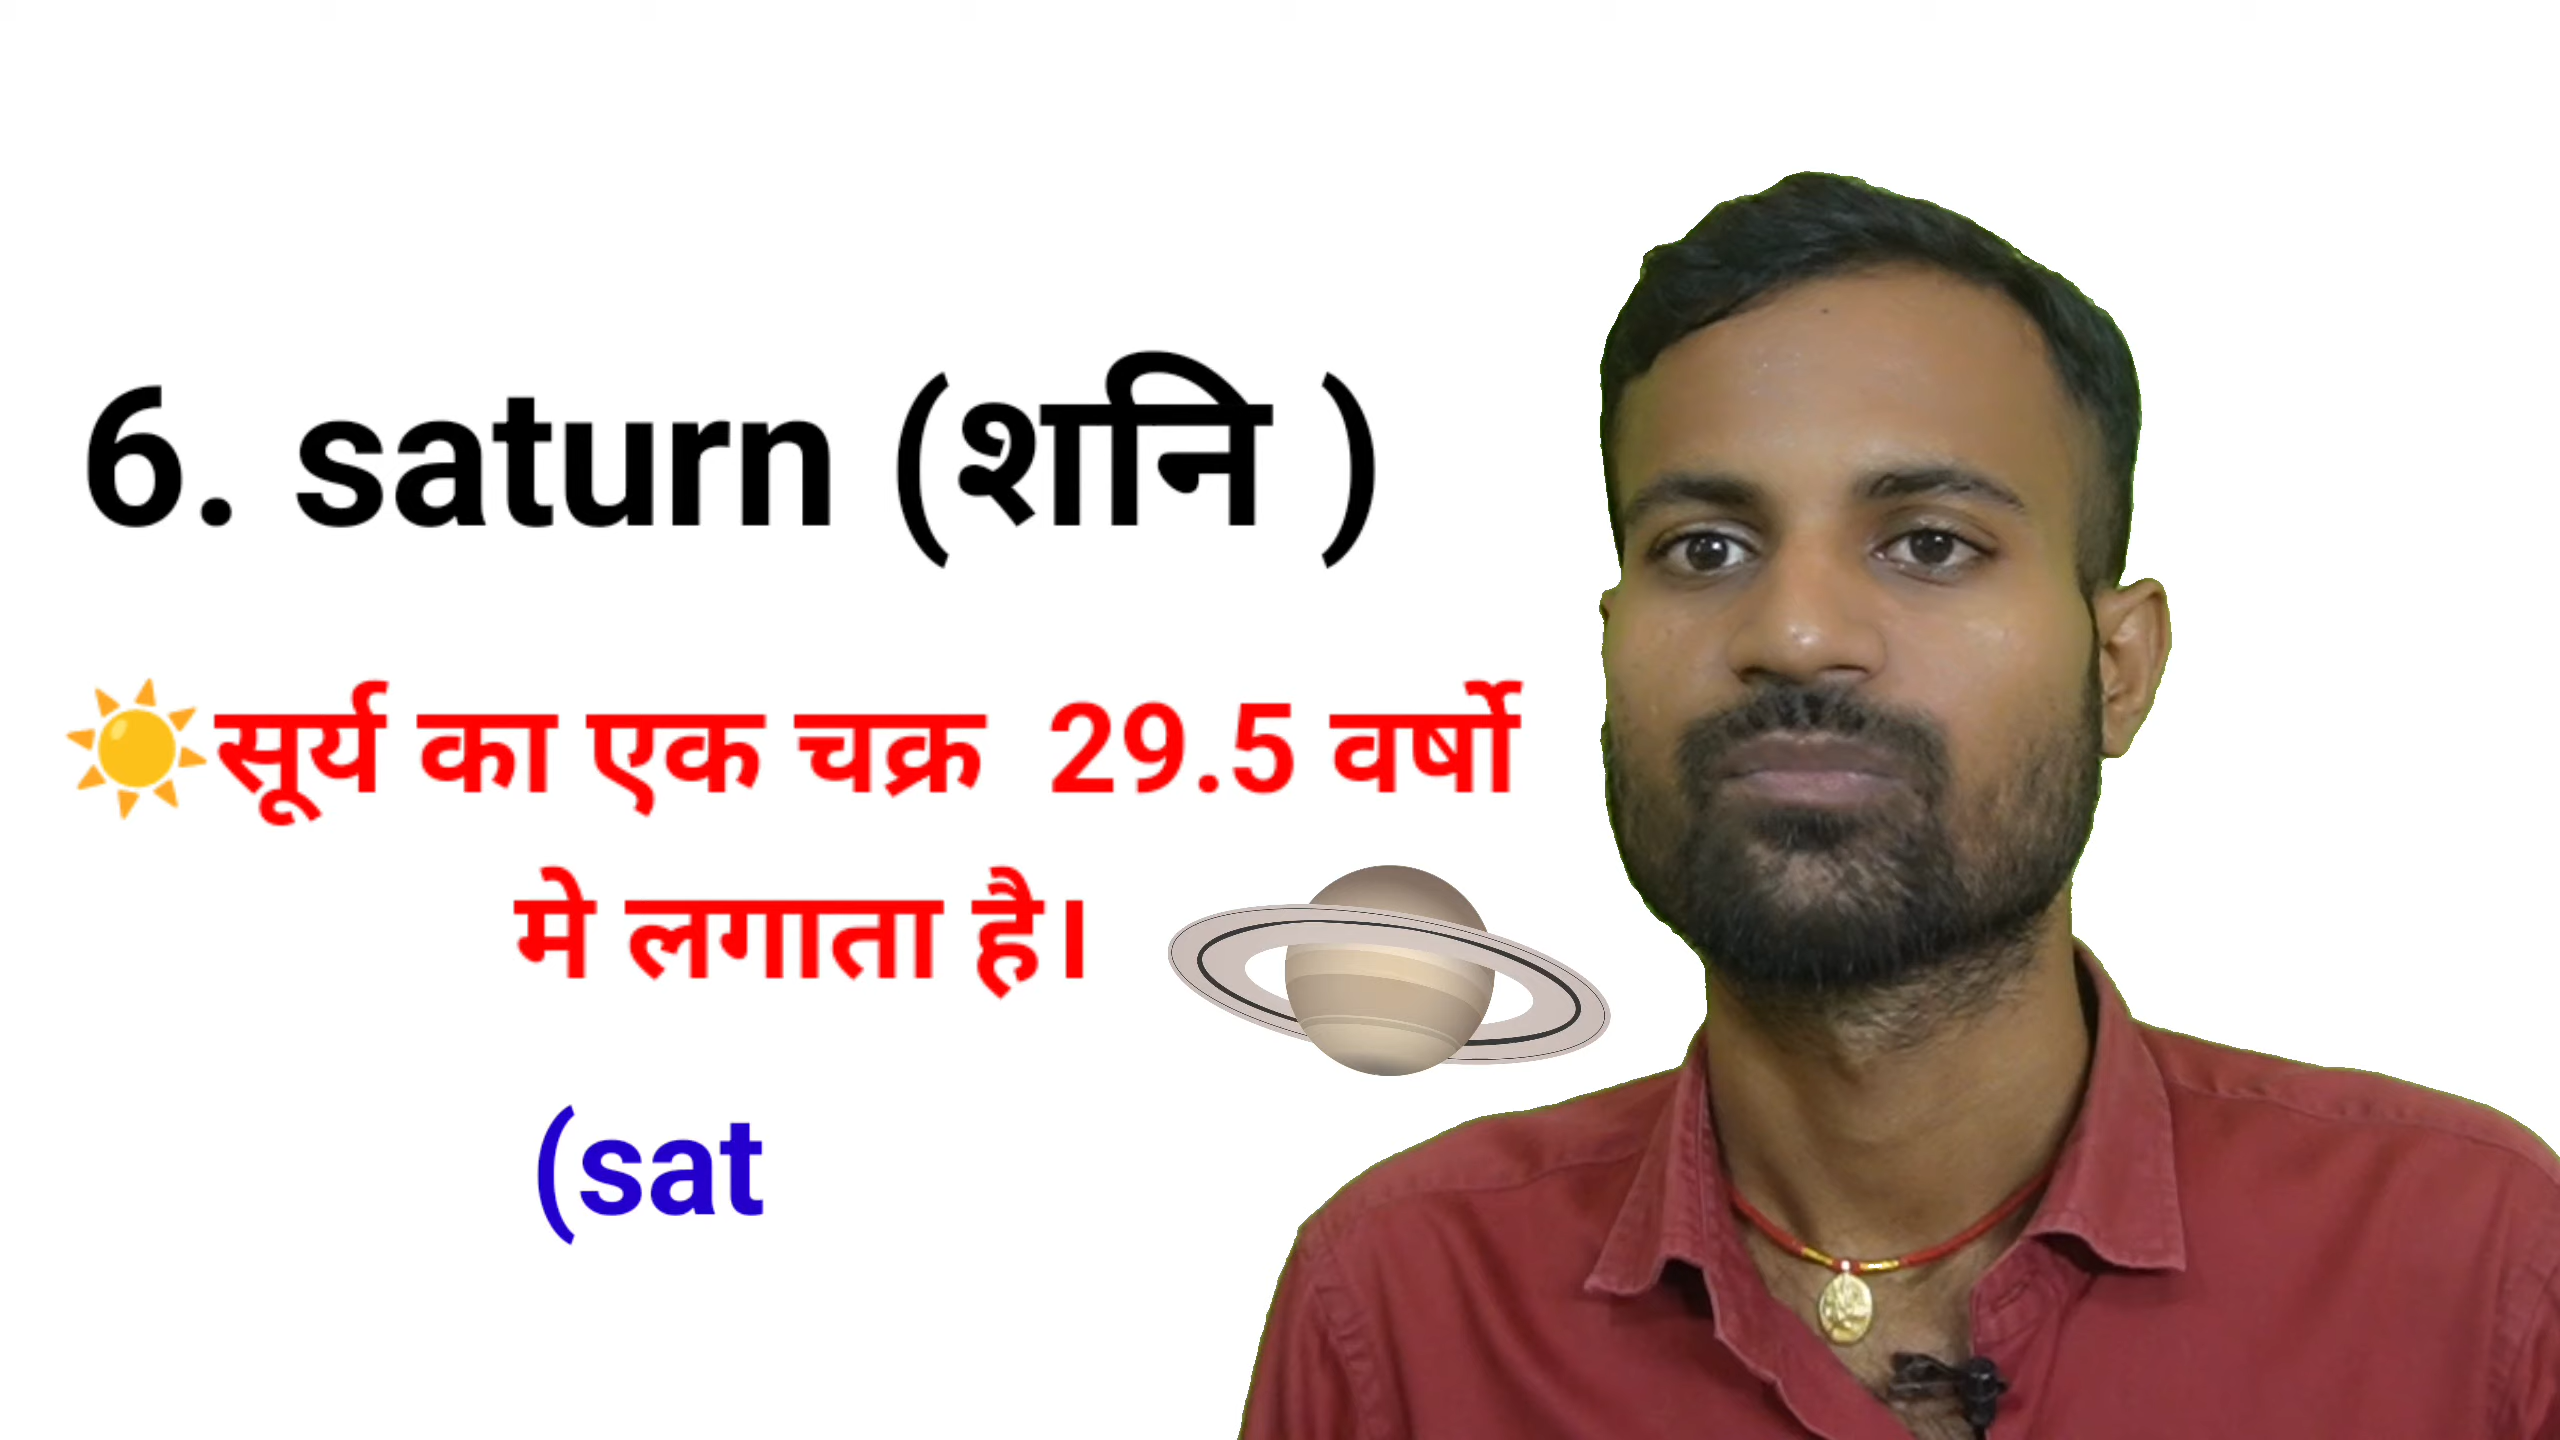 6. saturn (शनि )
☀️सूर्य का एक चक्र 29.5 वर्षो
मे लगाता है।
(sat